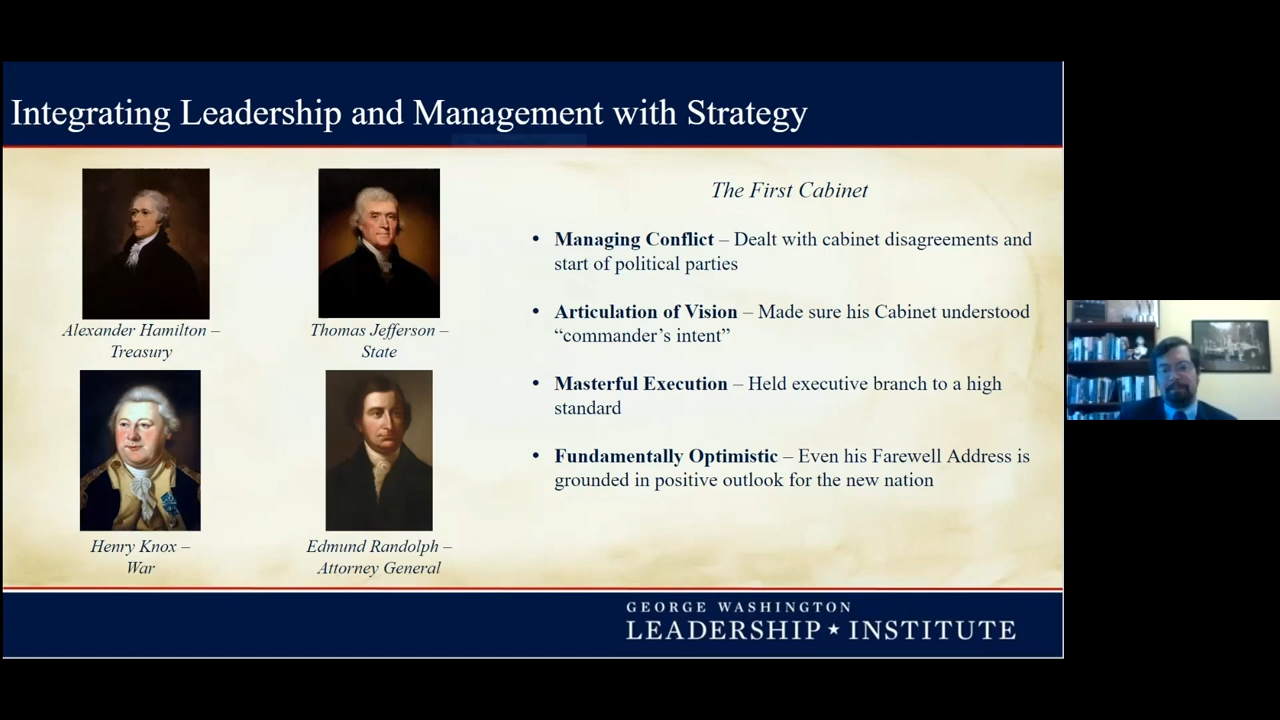 Integrating Leadership and Management with Strategy
Alexander Hamilton –
Treasury
Thomas Jefferson –
State
Henry Knox –
War
Edmund Randolph –
Attorney General
The First Cabinet
• Managing Conflict – Dealt with cabinet disagreements and
start of political parties
• Articulation of Vision – Made sure his Cabinet understood
“commander’s intent”
• Masterful Execution – Held executive branch to a high
standard
• Fundamentally Optimistic – Even his Farewell Address is
grounded in positive outlook for the new nation
GEORGE WASHINGTON
LEADERSHIP ★ INSTITUTE